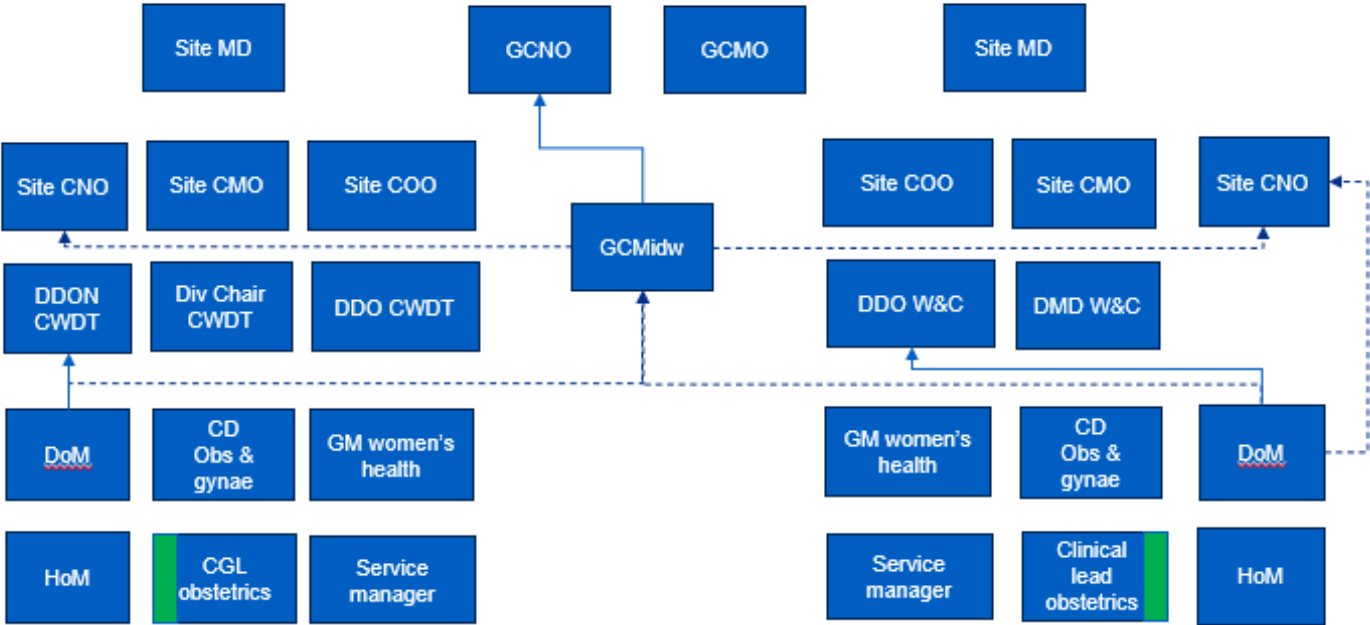 Site MD
GCNO
GCMO
Site MD
Site CNO
Site CMO
Site COO
Site COO
Site CMO
Site CNO
GCMidw
DDON
CWDT
Div Chair
CWDT
DDO CWDT
DDO W&C
DMD W&C
DoM
CD
Obs &
gynae
GM women's
health
GM women's
health
CD
Obs &
gynae
DoM
HoM
CGL
obstetrics
Service
manager
Service
manager
Clinical
lead
obstetrics
HoM